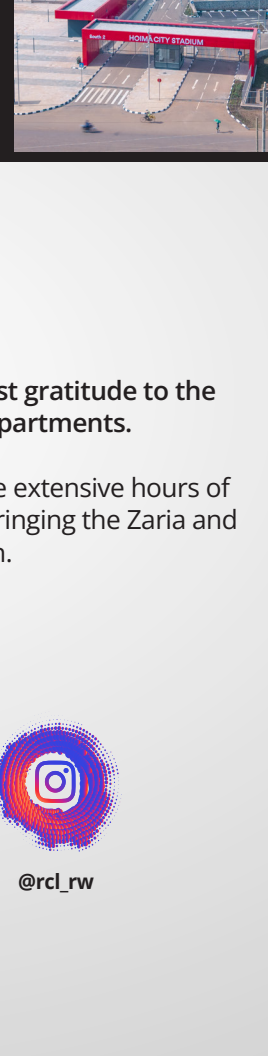 HOIMA CITY STADIUM
st gratitude to the
partments.
e extensive hours of
ringing the Zaria and
n.
@rcl_rw